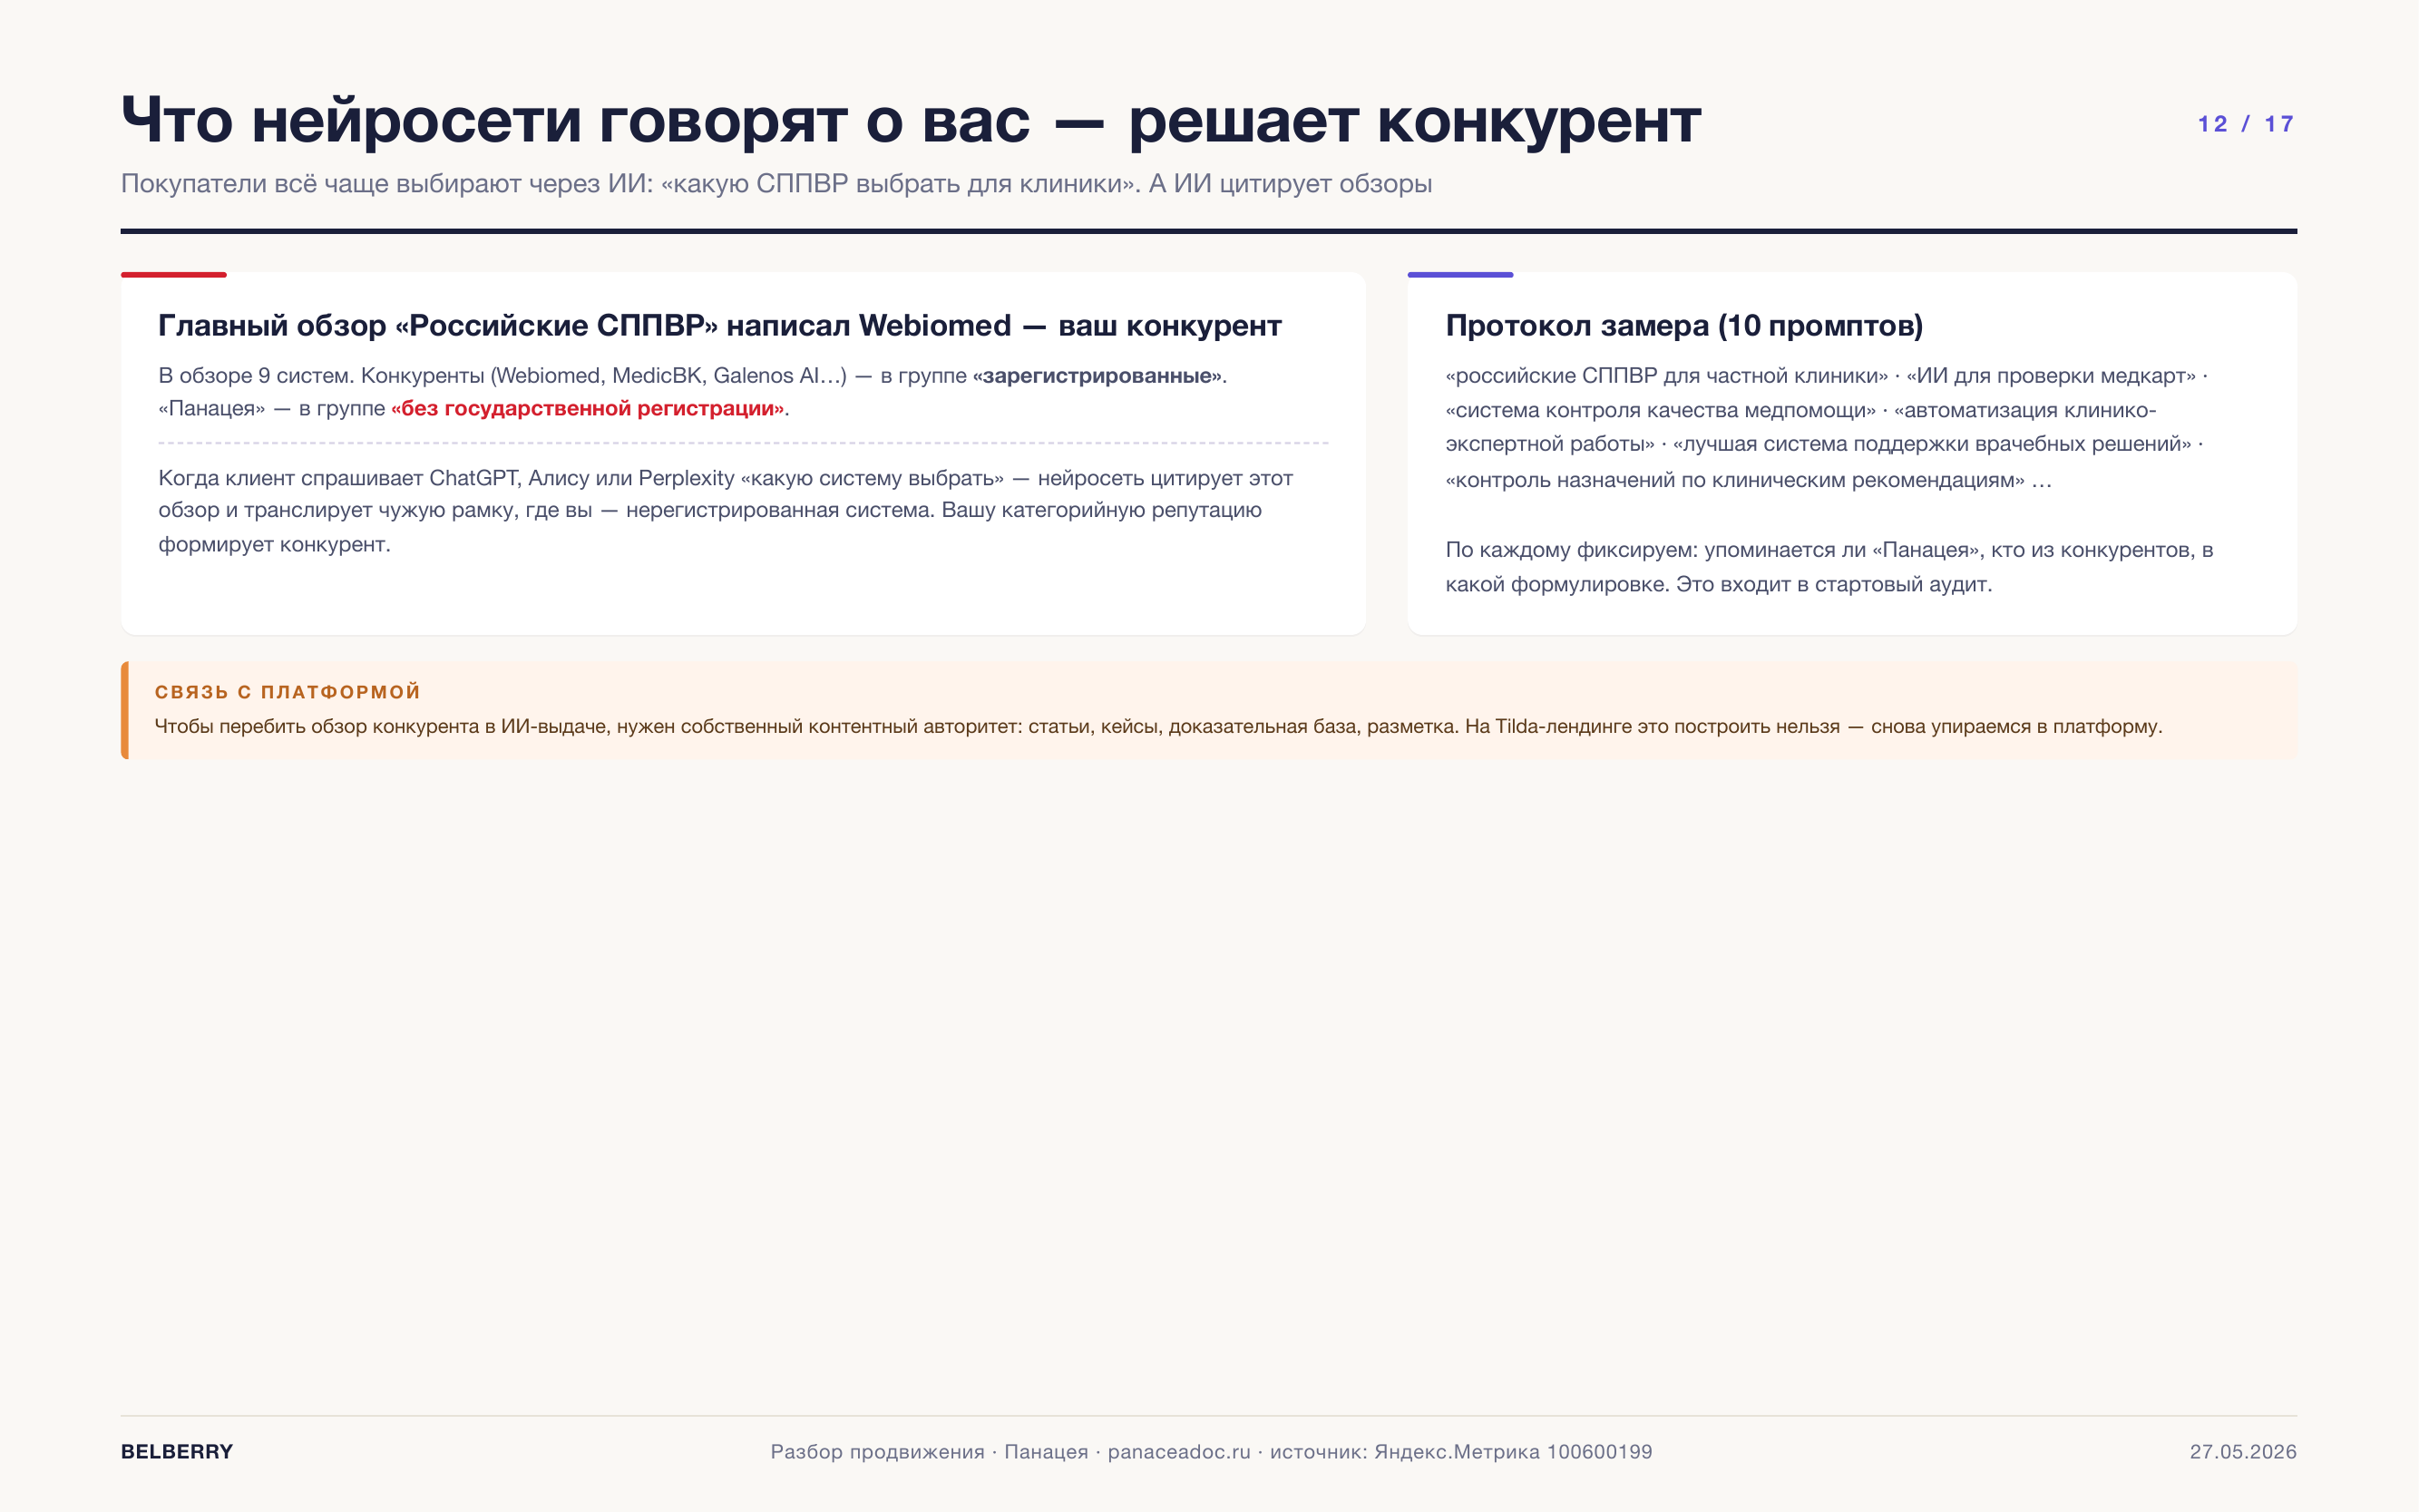 Что нейросети говорят о вас — решает конкурент
12 / 17
Покупатели всё чаще выбирают через ИИ: «какую СППВР выбрать для клиники». А ИИ цитирует обзоры
Главный обзор «Российские СППВР» написал Webiomed — ваш конкурент
В обзоре 9 систем. Конкуренты (Webiomed, MedicBK, Galenos AI…) — в группе «зарегистрированные».
«Панацея» — в группе «без государственной регистрации».
Когда клиент спрашивает ChatGPT, Алису или Perplexity «какую систему выбрать» — нейросеть цитирует этот
обзор и транслирует чужую рамку, где вы — нерегистрированная система. Вашу категорийную репутацию
формирует конкурент.
Протокол замера (10 промптов)
«российские СППВР для частной клиники» · «ИИ для проверки медкарт» ·
«система контроля качества медпомощи» · «автоматизация клинико-
экспертной работы» · «лучшая система поддержки врачебных решений» ·
«контроль назначений по клиническим рекомендациям» …
По каждому фиксируем: упоминается ли «Панацея», кто из конкурентов, в
какой формулировке. Это входит в стартовый аудит.
СВЯЗЬ С ПЛАТФОРМОЙ
Чтобы перебить обзор конкурента в ИИ-выдаче, нужен собственный контентный авторитет: статьи, кейсы, доказательная база, разметка. На Tilda-лендинге это построить нельзя — снова упираемся в платформу.
BELBERRY
Разбор продвижения · Панацея · panaceadoc.ru · источник: Яндекс.Метрика 100600199
27.05.2026